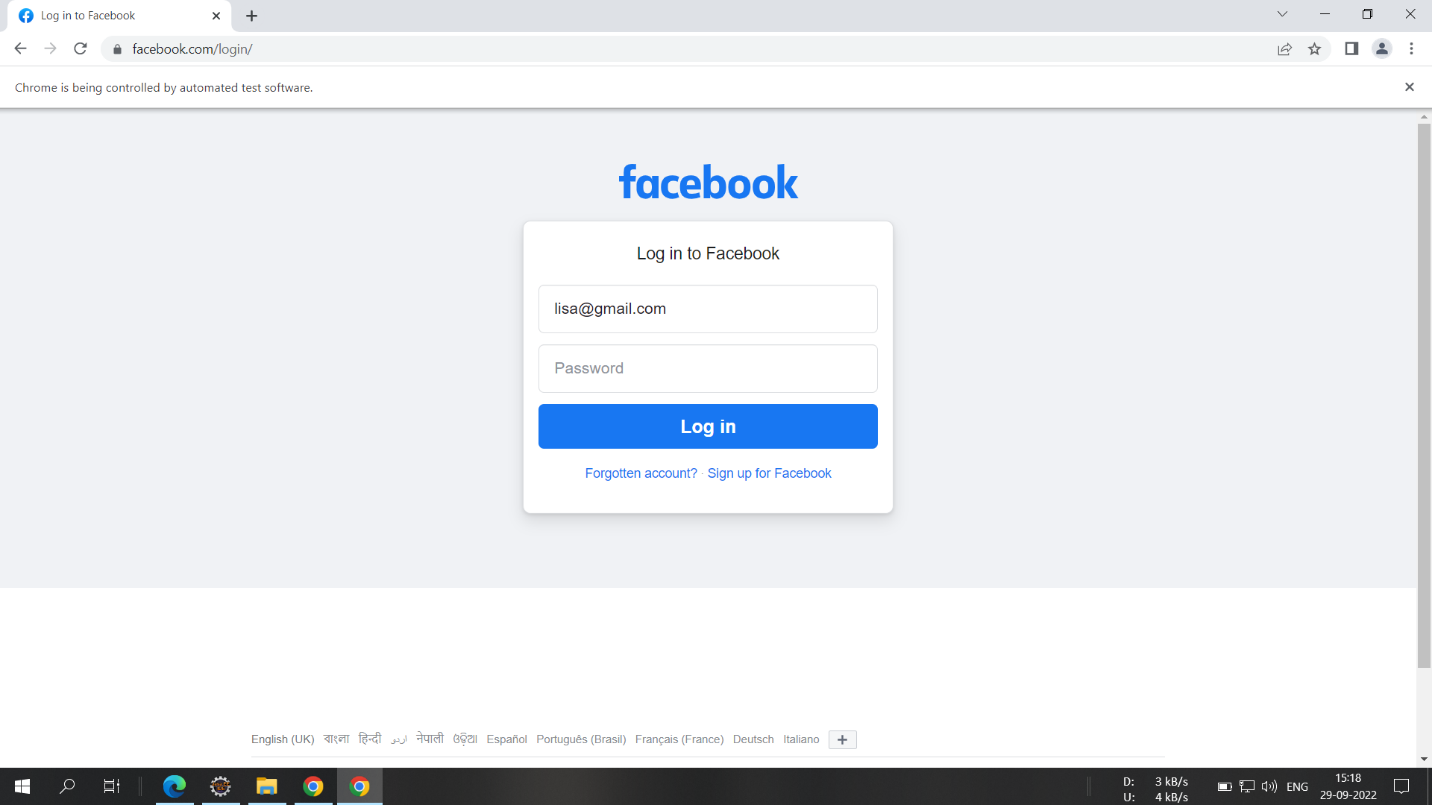 Log in to Facebook
facebook.com/login/
Chrome is being controlled by automated test software.
facebook
Log in to Facebook
lisa@gmail.com
Password
Log in
Forgotten account? · Sign up for Facebook
English (UK) বাংলা हिन्दी اردو नेपाली ଓଡ଼ିଆ Español Português (Brasil) Français (France) Deutsch Italiano
D: 3 kB/s
U: 4 kB/s
ENG
15:18
29-09-2022